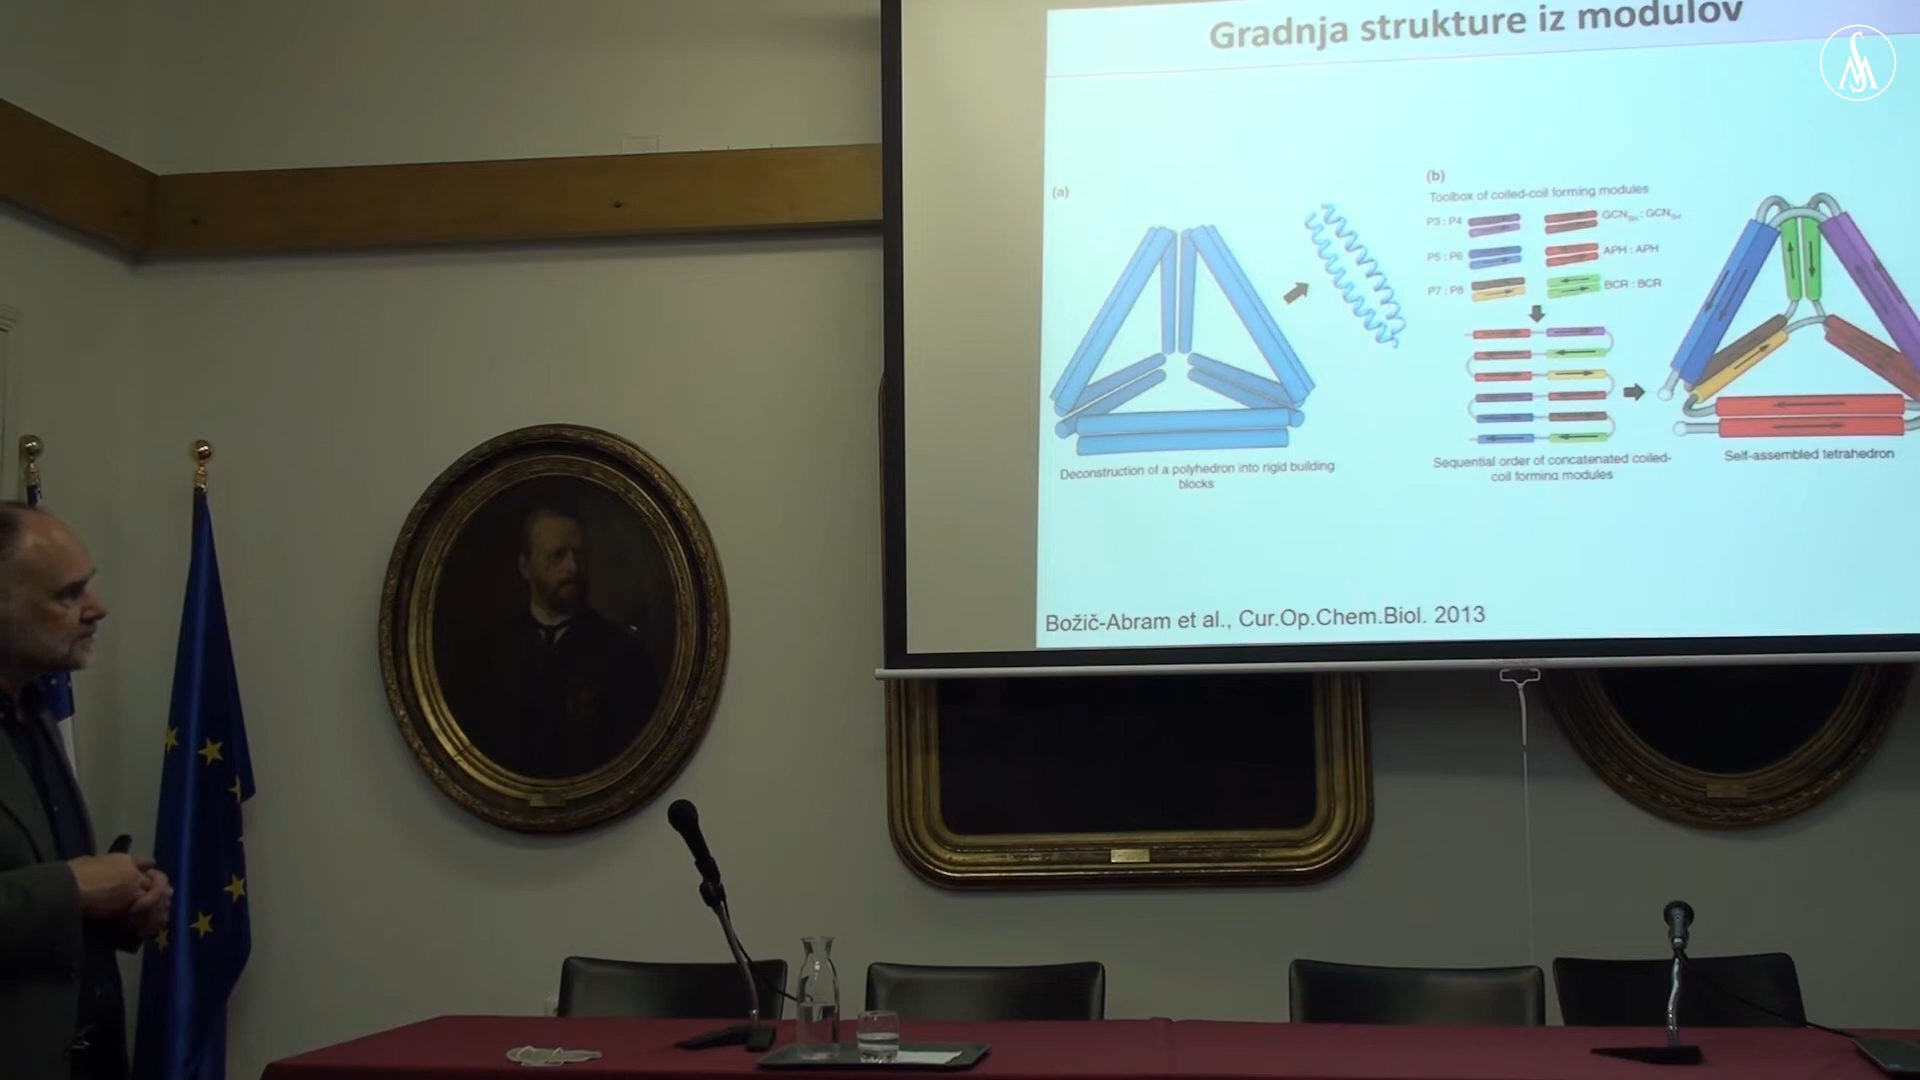 Gradnja strukture iz modulov
(a)
Deconstruction of a polyhedron into rigid building
blocks
(b)
Toolbox of coiled-coil forming modules
P3 : P4
GCN : GCN
P5 : P6
APH : APH
P7 : P8
BCR : BCR
Sequential order of concatenated coiled-
coil forming modules
Self-assembled tetrahedron
Božič-Abram et al., Cur.Op.Chem.Biol. 2013